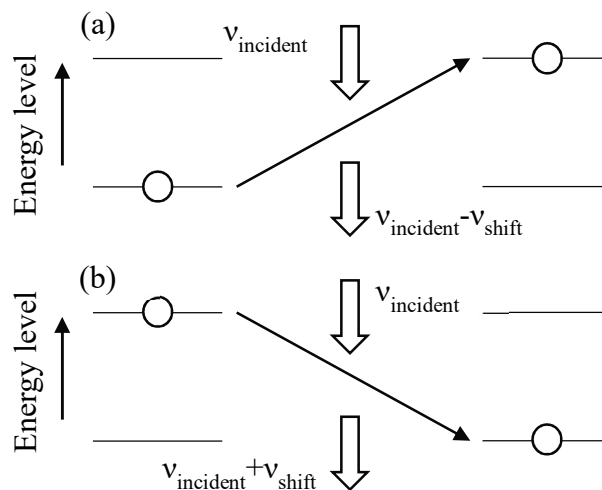 (a)
ν_incident
Energy level
ν_incident-ν_shift
(b)
ν_incident
Energy level
ν_incident+ν_shift